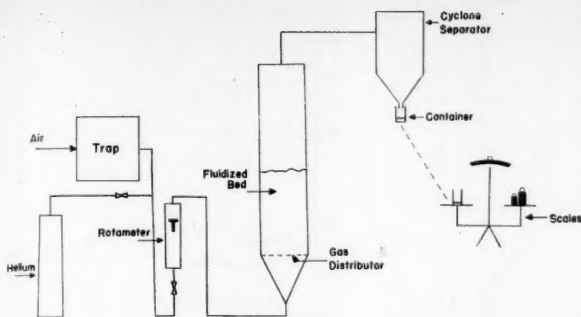 Cyclone
Separator
Container
Air
Trap
Fluidized
Bed
Rotameter
Scales
Gas
Distributor
Helium